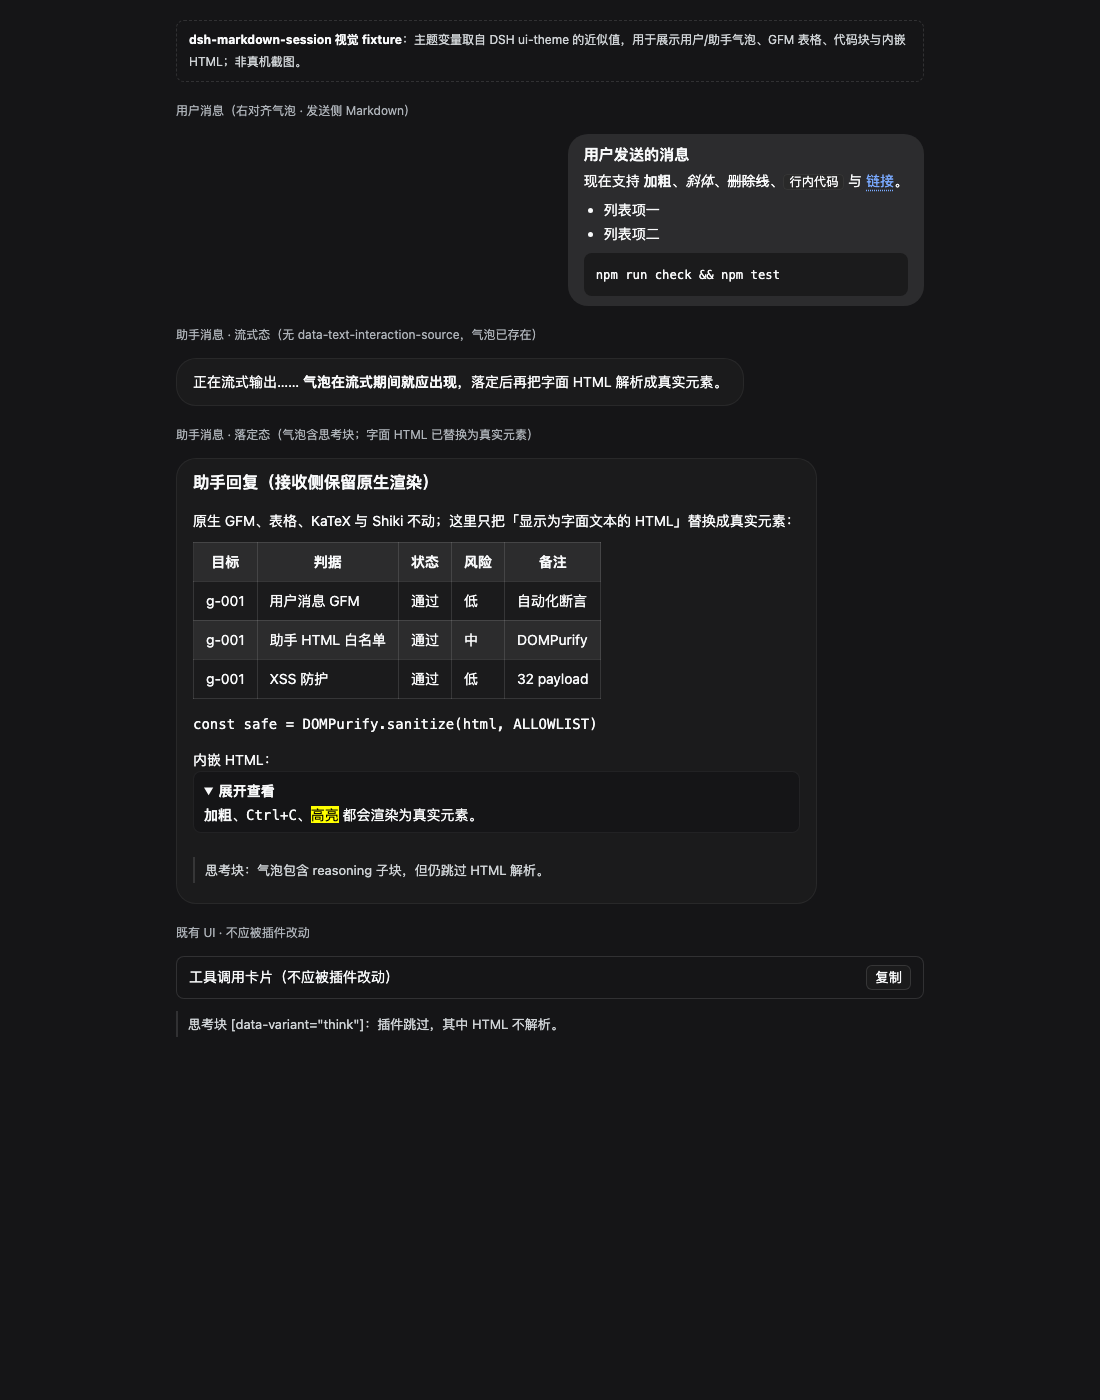 dsh-markdown-session 视觉 fixture：主题变量取自 DSH ui-theme 的近似值，用于展示用户/助手气泡、GFM 表格、代码块与内嵌
HTML；非真机截图。
用户消息（右对齐气泡 · 发送侧 Markdown）
用户发送的消息
现在支持 加粗、斜体、删除线、 行内代码 与 链接。
• 列表项一
• 列表项二
npm run check && npm test
助手消息 · 流式态（无 data-text-interaction-source，气泡已存在）
正在流式输出…… 气泡在流式期间就应出现，落定后再把字面 HTML 解析成真实元素。
助手消息 · 落定态（气泡含思考块；字面 HTML 已替换为真实元素）
助手回复（接收侧保留原生渲染）
原生 GFM、表格、KaTeX 与 Shiki 不动；这里只把「显示为字面文本的 HTML」替换成真实元素：
目标 判据 状态 风险 备注
g-001 用户消息 GFM 通过 低 自动化断言
g-001 助手 HTML 白名单 通过 中 DOMPurify
g-001 XSS 防护 通过 低 32 payload
const safe = DOMPurify.sanitize(html, ALLOWLIST)
内嵌 HTML：
▼ 展开查看
加粗、Ctrl+C、高亮 都会渲染为真实元素。
思考块：气泡包含 reasoning 子块，但仍跳过 HTML 解析。
既有 UI · 不应被插件改动
工具调用卡片（不应被插件改动） 复制
思考块 [data-variant="think"]：插件跳过，其中 HTML 不解析。